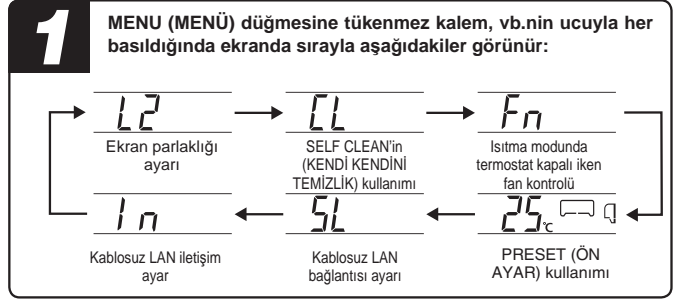 1
MENU (MENÜ) düğmesine tükenmez kalem, vb.nin ucuyla her
basıldığında ekranda sırayla aşağıdakiler görünür:
L2
Ekran parlaklığı
ayarı
CL
SELF CLEAN'in
(KENDİ KENDİNİ
TEMİZLİK) kullanımı
Fn
Isıtma modunda
termostat kapalı iken
fan kontrolü
In
Kablosuz LAN iletişim
ayar
SL
Kablosuz LAN
bağlantısı ayarı
25°C
PRESET (ÖN
AYAR) kullanımı